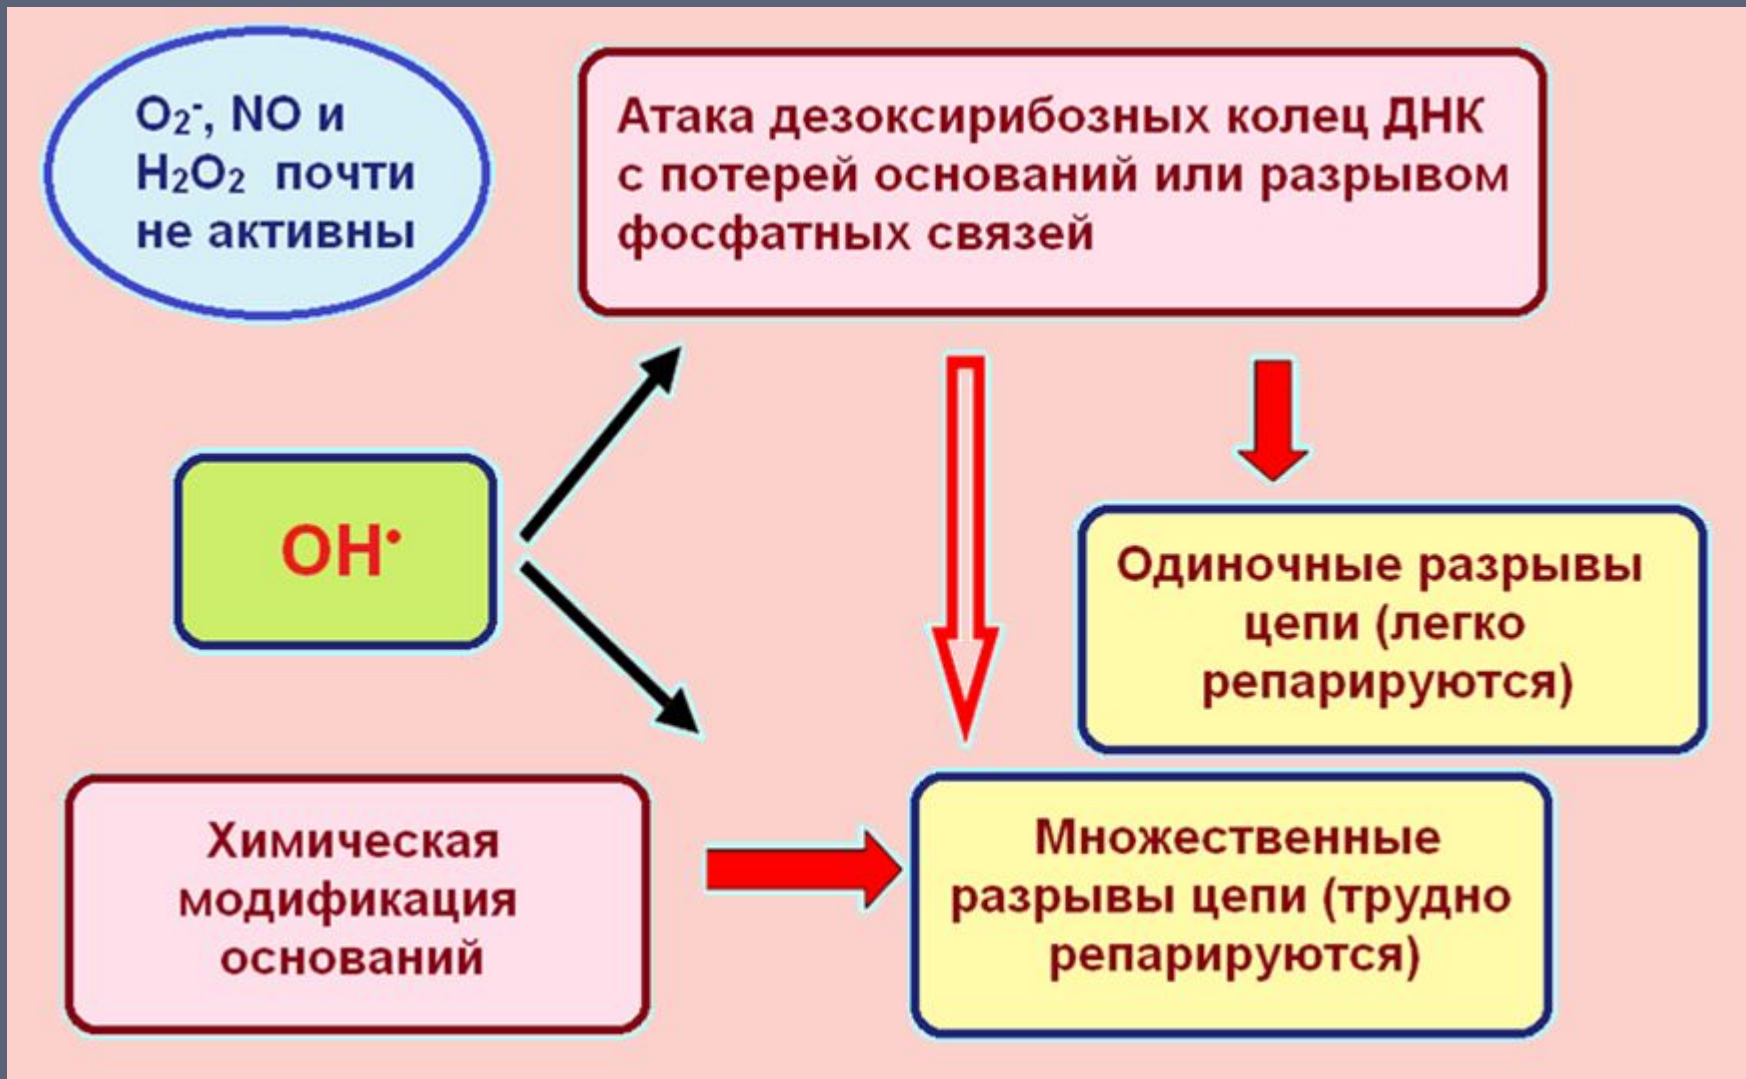 O₂⁻, NO и
H₂O₂ почти
не активны
Атака дезоксирибозных колец ДНК
с потерей оснований или разрывом
фосфатных связей
OH•
Одиночные разрывы
цепи (легко
репарируются)
Химическая
модификация
оснований
Множественные
разрывы цепи (трудно
репарируются)